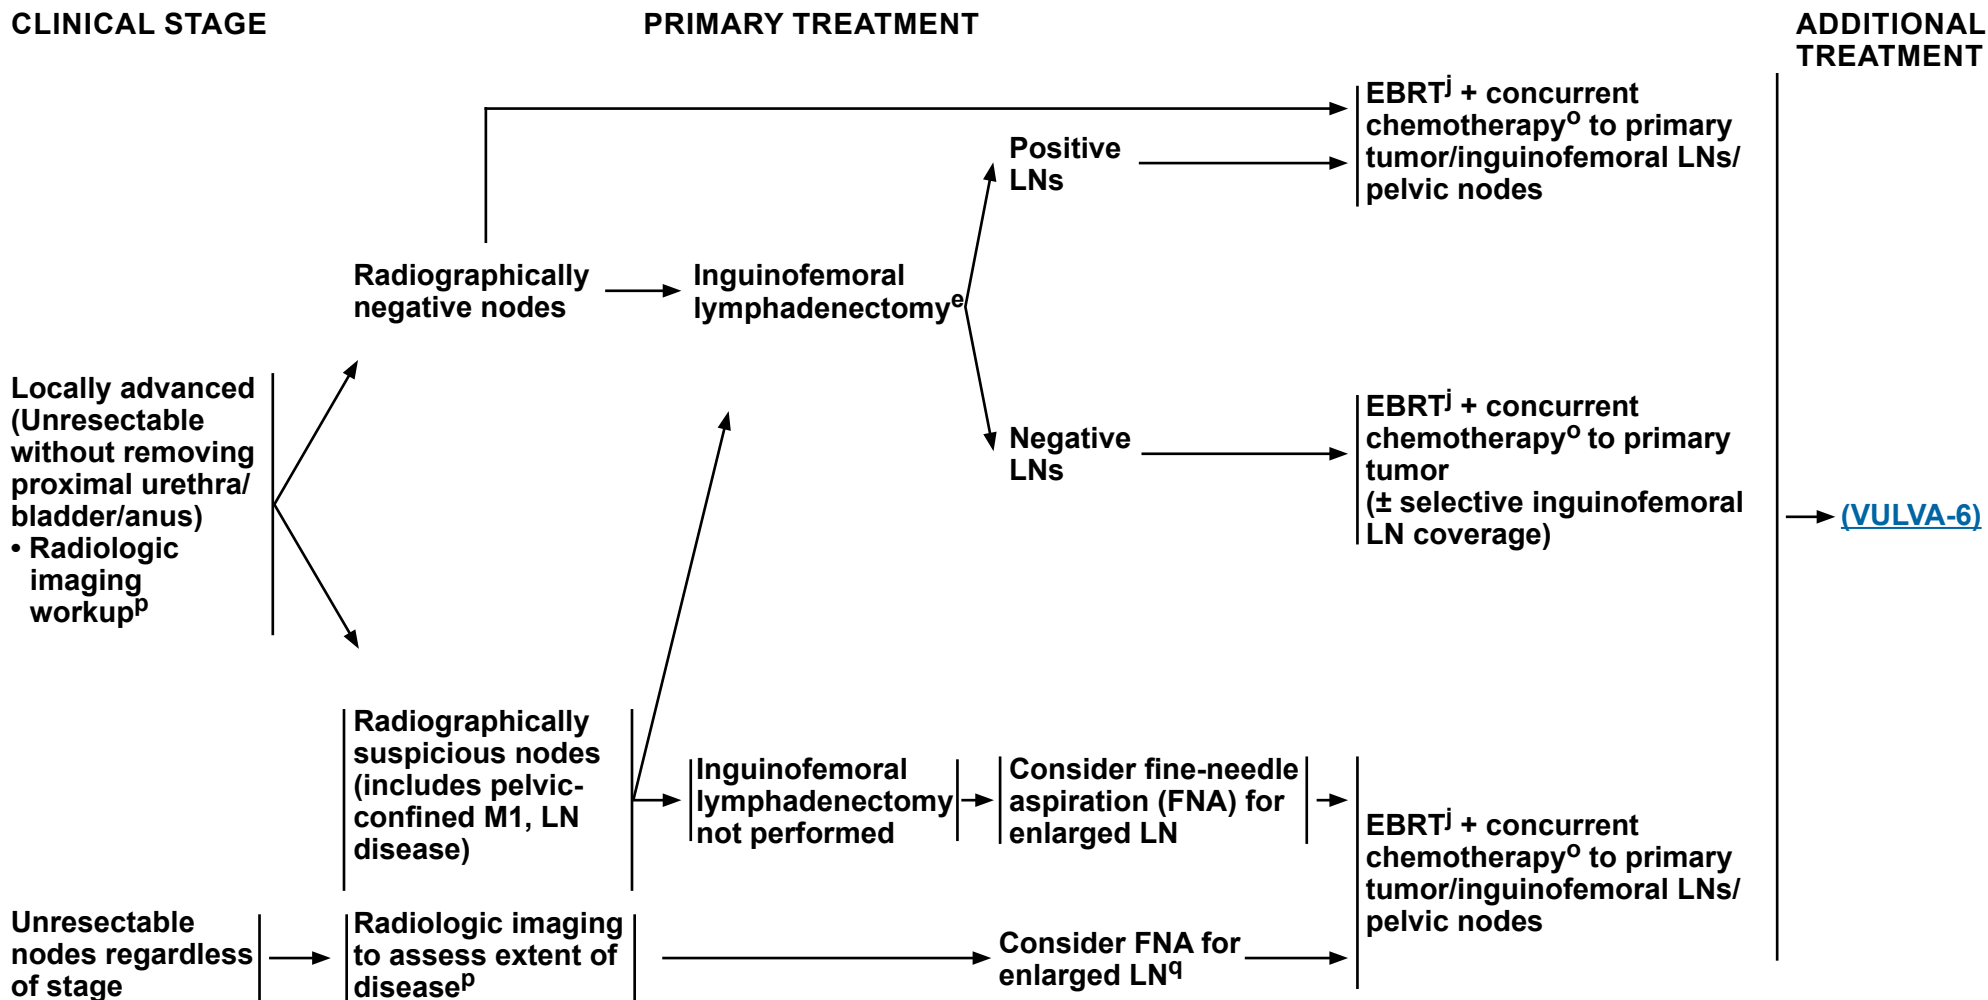 CLINICAL STAGE
PRIMARY TREATMENT
ADDITIONAL
TREATMENT
EBRTj + concurrent
chemotherapyo to primary
tumor/inguinofemoral LNs/
pelvic nodes
Positive
LNs
Radiographically
negative nodes
Inguinofemoral
lymphadenectomye
Locally advanced
(Unresectable
without removing
proximal urethra/
bladder/anus)
• Radiologic
imaging
workupp
Negative
LNs
EBRTj + concurrent
chemotherapyo to primary
tumor
(± selective inguinofemoral
LN coverage)
(VULVA-6)
Radiographically
suspicious nodes
(includes pelvic-
confined M1, LN
disease)
Inguinofemoral
lymphadenectomy
not performed
Consider fine-needle
aspiration (FNA) for
enlarged LN
EBRTj + concurrent
chemotherapyo to primary
tumor/inguinofemoral LNs/
pelvic nodes
Unresectable
nodes regardless
of stage
Radiologic imaging
to assess extent of
diseasep
Consider FNA for
enlarged LNq